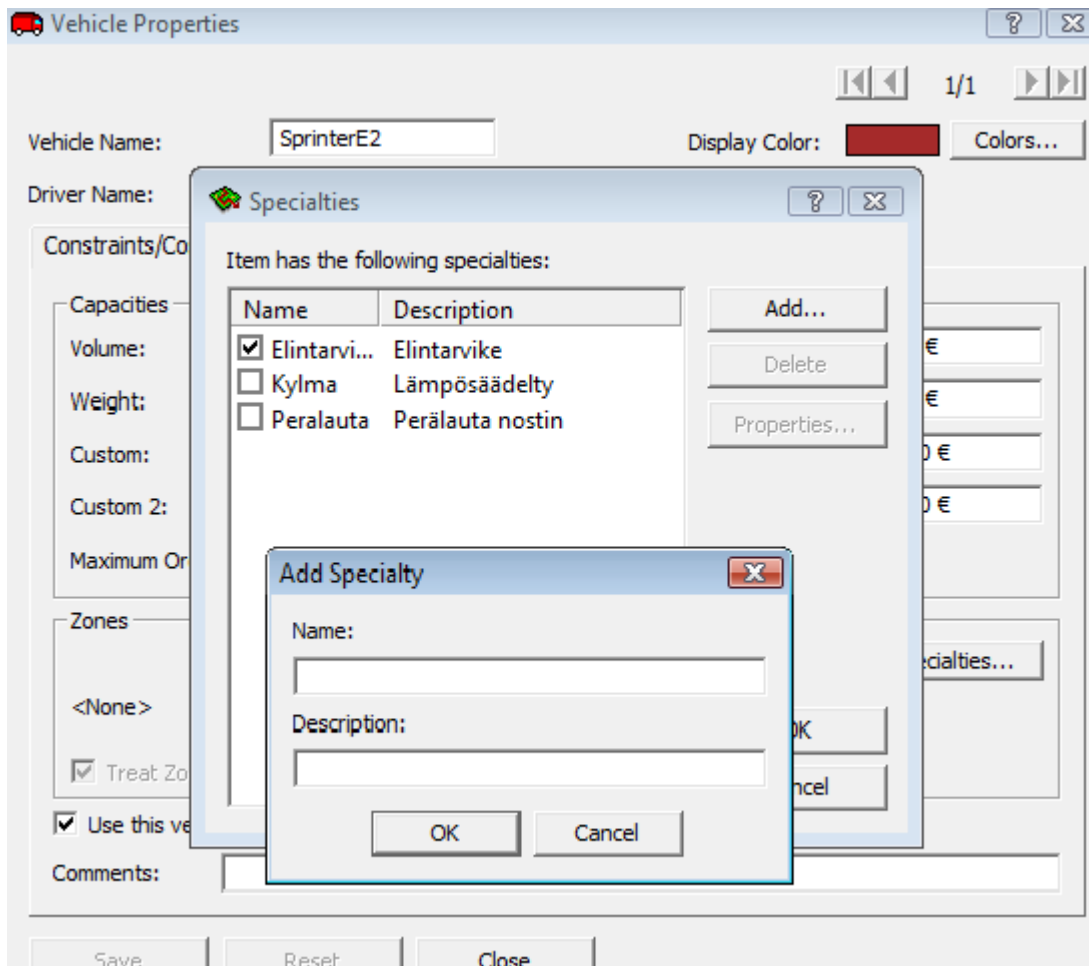 Vehicle Properties
1/1
Vehicle Name: SprinterE2 Display Color: Colors...
Driver Name:
Specialties
Constraints/Co
Item has the following specialties:
Capacities
Name Description Add...
Volume: Elintarvi... Elintarvike €
Delete
Kylma Lämpösäädelty
Weight: €
Peralauta Perälauta nostin Properties...
Custom: 0 €
Custom 2: 0 €
Maximum Or
Add Specialty
Zones
Name:
cialties...
<None>
Description:
OK
Treat Zo
ncel
Use this ve
OK Cancel
Comments:
Save Reset Close